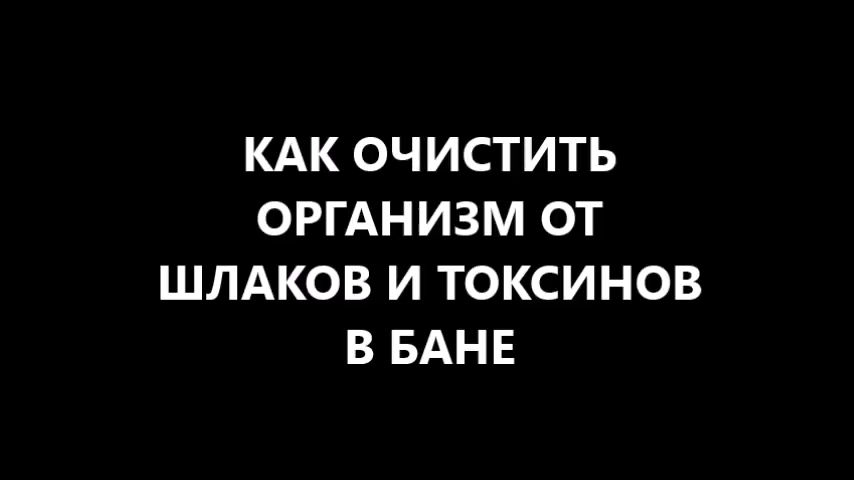 КАК ОЧИСТИТЬ
ОРГАНИЗМ ОТ
ШЛАКОВ И ТОКСИНОВ
В БАНЕ